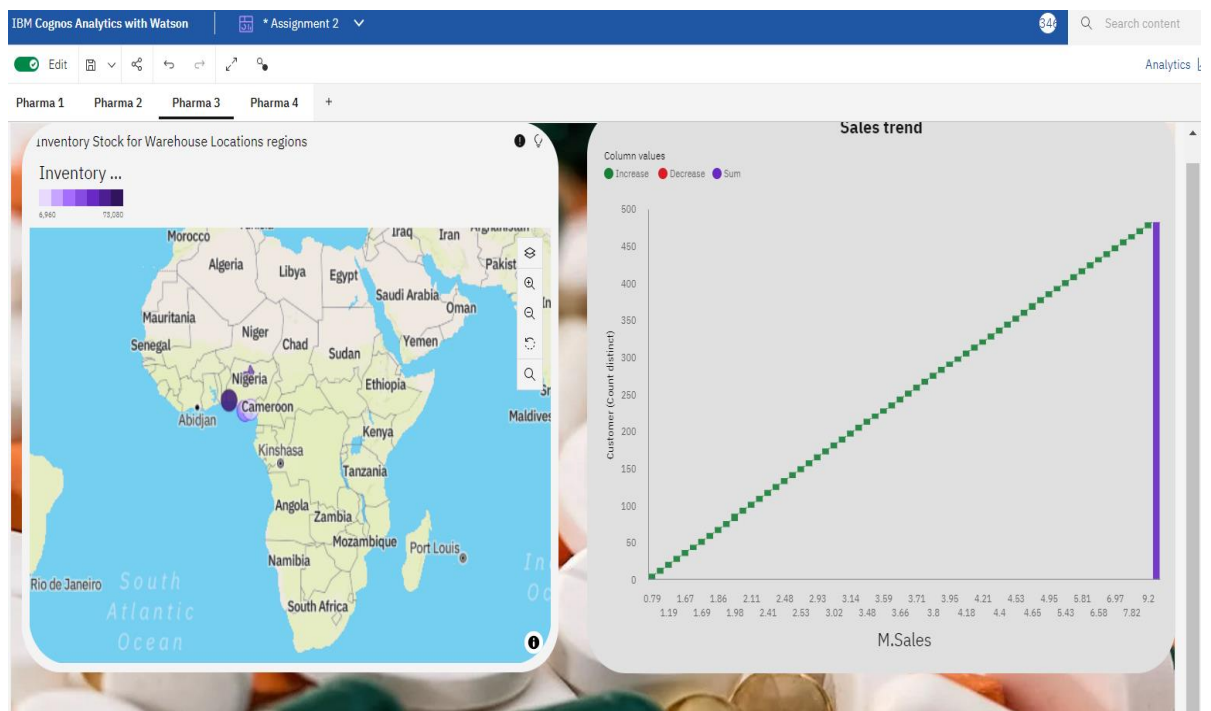 IBM Cognos Analytics with Watson
* Assignment 2
Search content
Edit
Analytics
Pharma 1 Pharma 2 Pharma 3 Pharma 4 +
Inventory Stock for Warehouse Locations regions
Inventory ...
6,960 75,080
Morocco
Iraq
Iran
Algeria
Libya
Egypt
Pakist
Saudi Arabia
Oman
Mauritania
Niger
Chad
Sudan
Yemen
Senegal
Nigeria
Ethiopia
Abidjan
Cameroon
Maldives
Kenya
Kinshasa
Tanzania
Angola
Zambia
Mozambique
Port Louis
Namibia
Rio de Janeiro
South
Atlantic
Ocean
South Africa
Sales trend
Column values
Increase Decrease Sum
Customer (Count distinct)
500
450
400
350
300
250
200
150
100
50
0
0.79 1.67 1.86 2.11 2.48 2.93 3.14 3.59 3.71 3.95 4.21 4.53 4.95 5.81 6.97 9.2
1.19 1.69 1.98 2.41 2.53 3.02 3.48 3.66 3.8 4.18 4.4 4.65 5.43 6.58 7.82
M.Sales